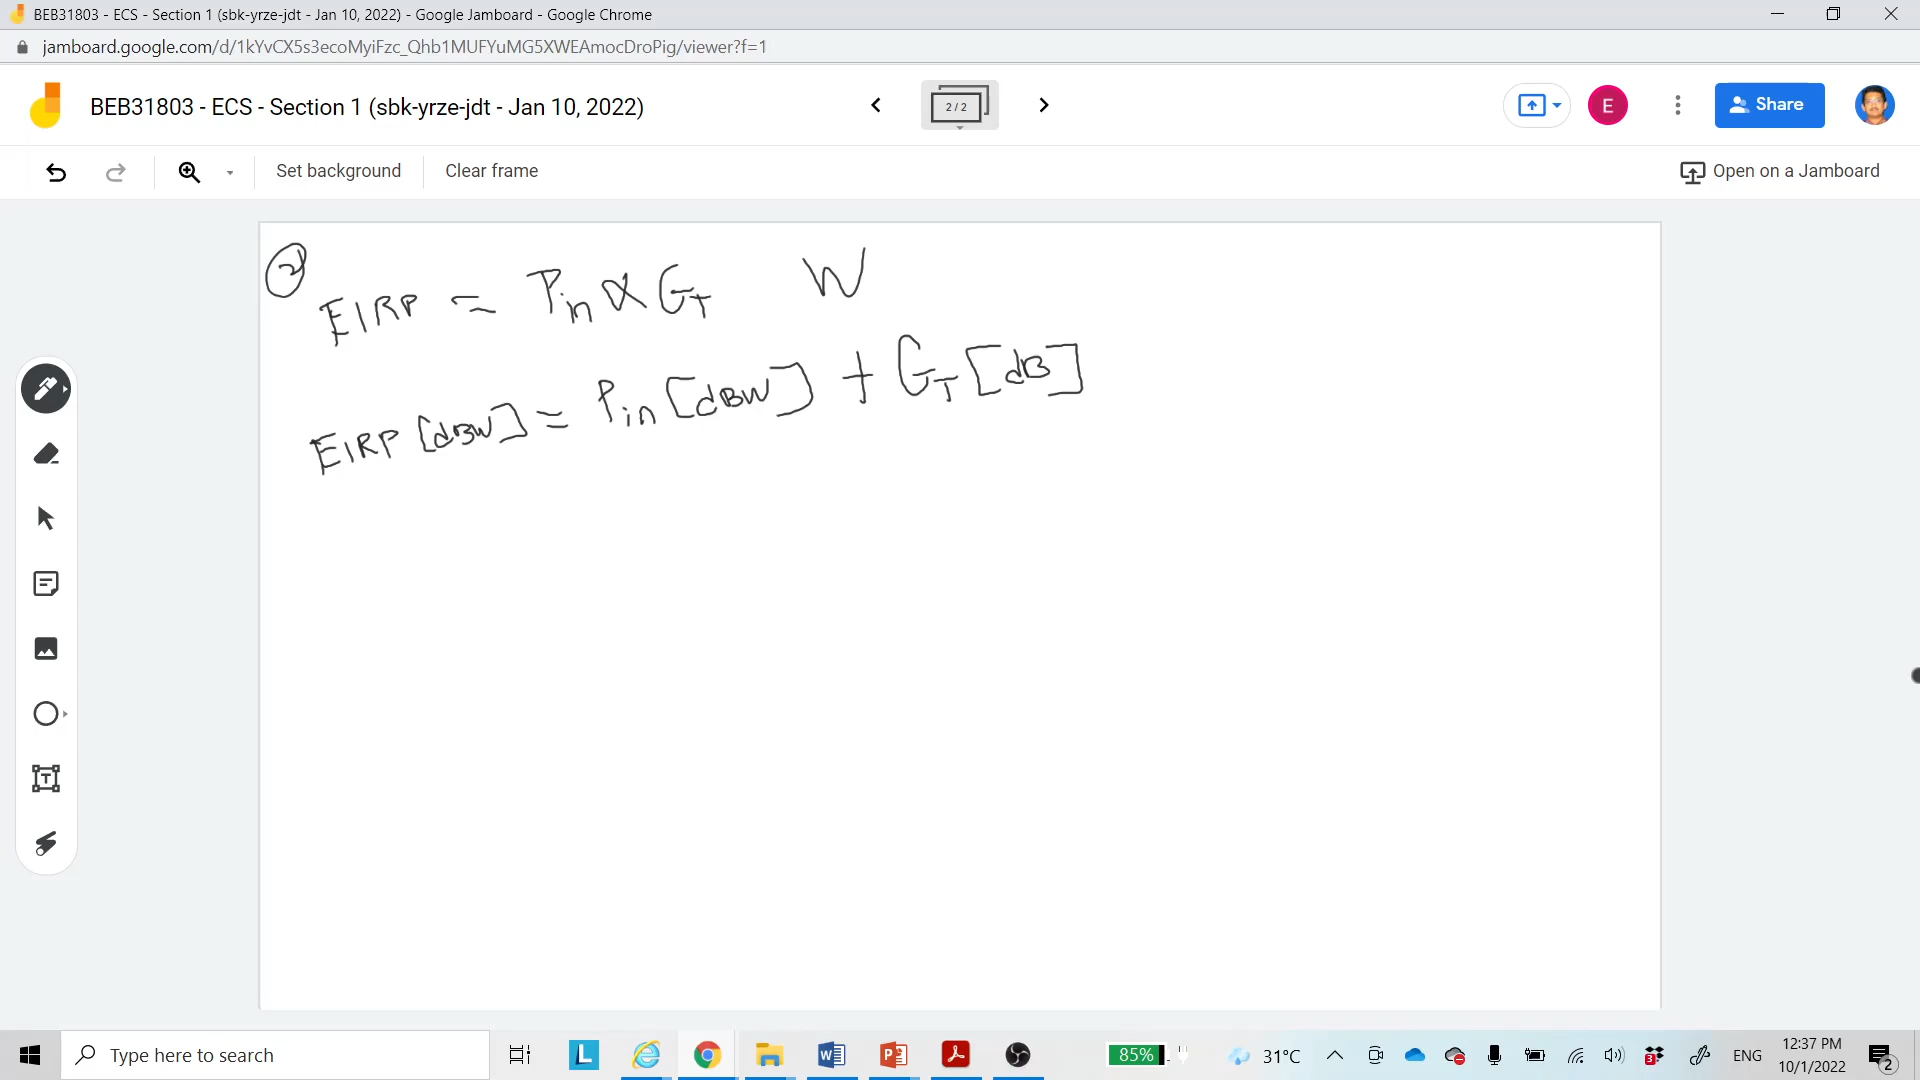 BEB31803 - ECS - Section 1 (sbk-yrze-jdt - Jan 10, 2022) - Google Jamboard - Google Chrome
jamboard.google.com/d/1kYvCX5s3ecoMyiFzc_Qhb1MUFYuMG5XWEAmocDroPig/viewer?f=1
BEB31803 - ECS - Section 1 (sbk-yrze-jdt - Jan 10, 2022)
2 / 2
E
Share
Set background
Clear frame
Open on a Jamboard
②
EIRP = Pin × GT W
EIRP [dBW] = Pin [dBW] + GT [dB]
Type here to search
L
85%
31°C
3
ENG
12:37 PM
10/1/2022
2